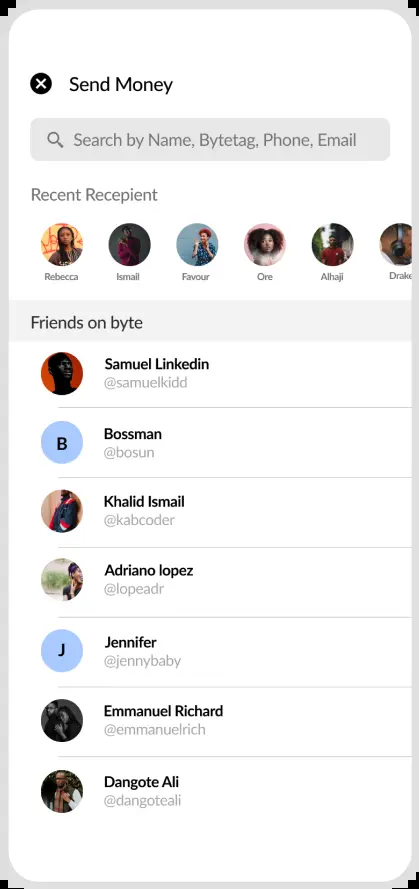 Send Money
Search by Name, Bytetag, Phone, Email
Recent Recepient
Rebecca Ismail Favour Ore Alhaji Drake
Friends on byte
Samuel Linkedin
@samuelkidd
B
Bossman
@bosun
Khalid Ismail
@kabcoder
Adriano lopez
@lopeadr
J
Jennifer
@jennybaby
Emmanuel Richard
@emmanuelrich
Dangote Ali
@dangoteali